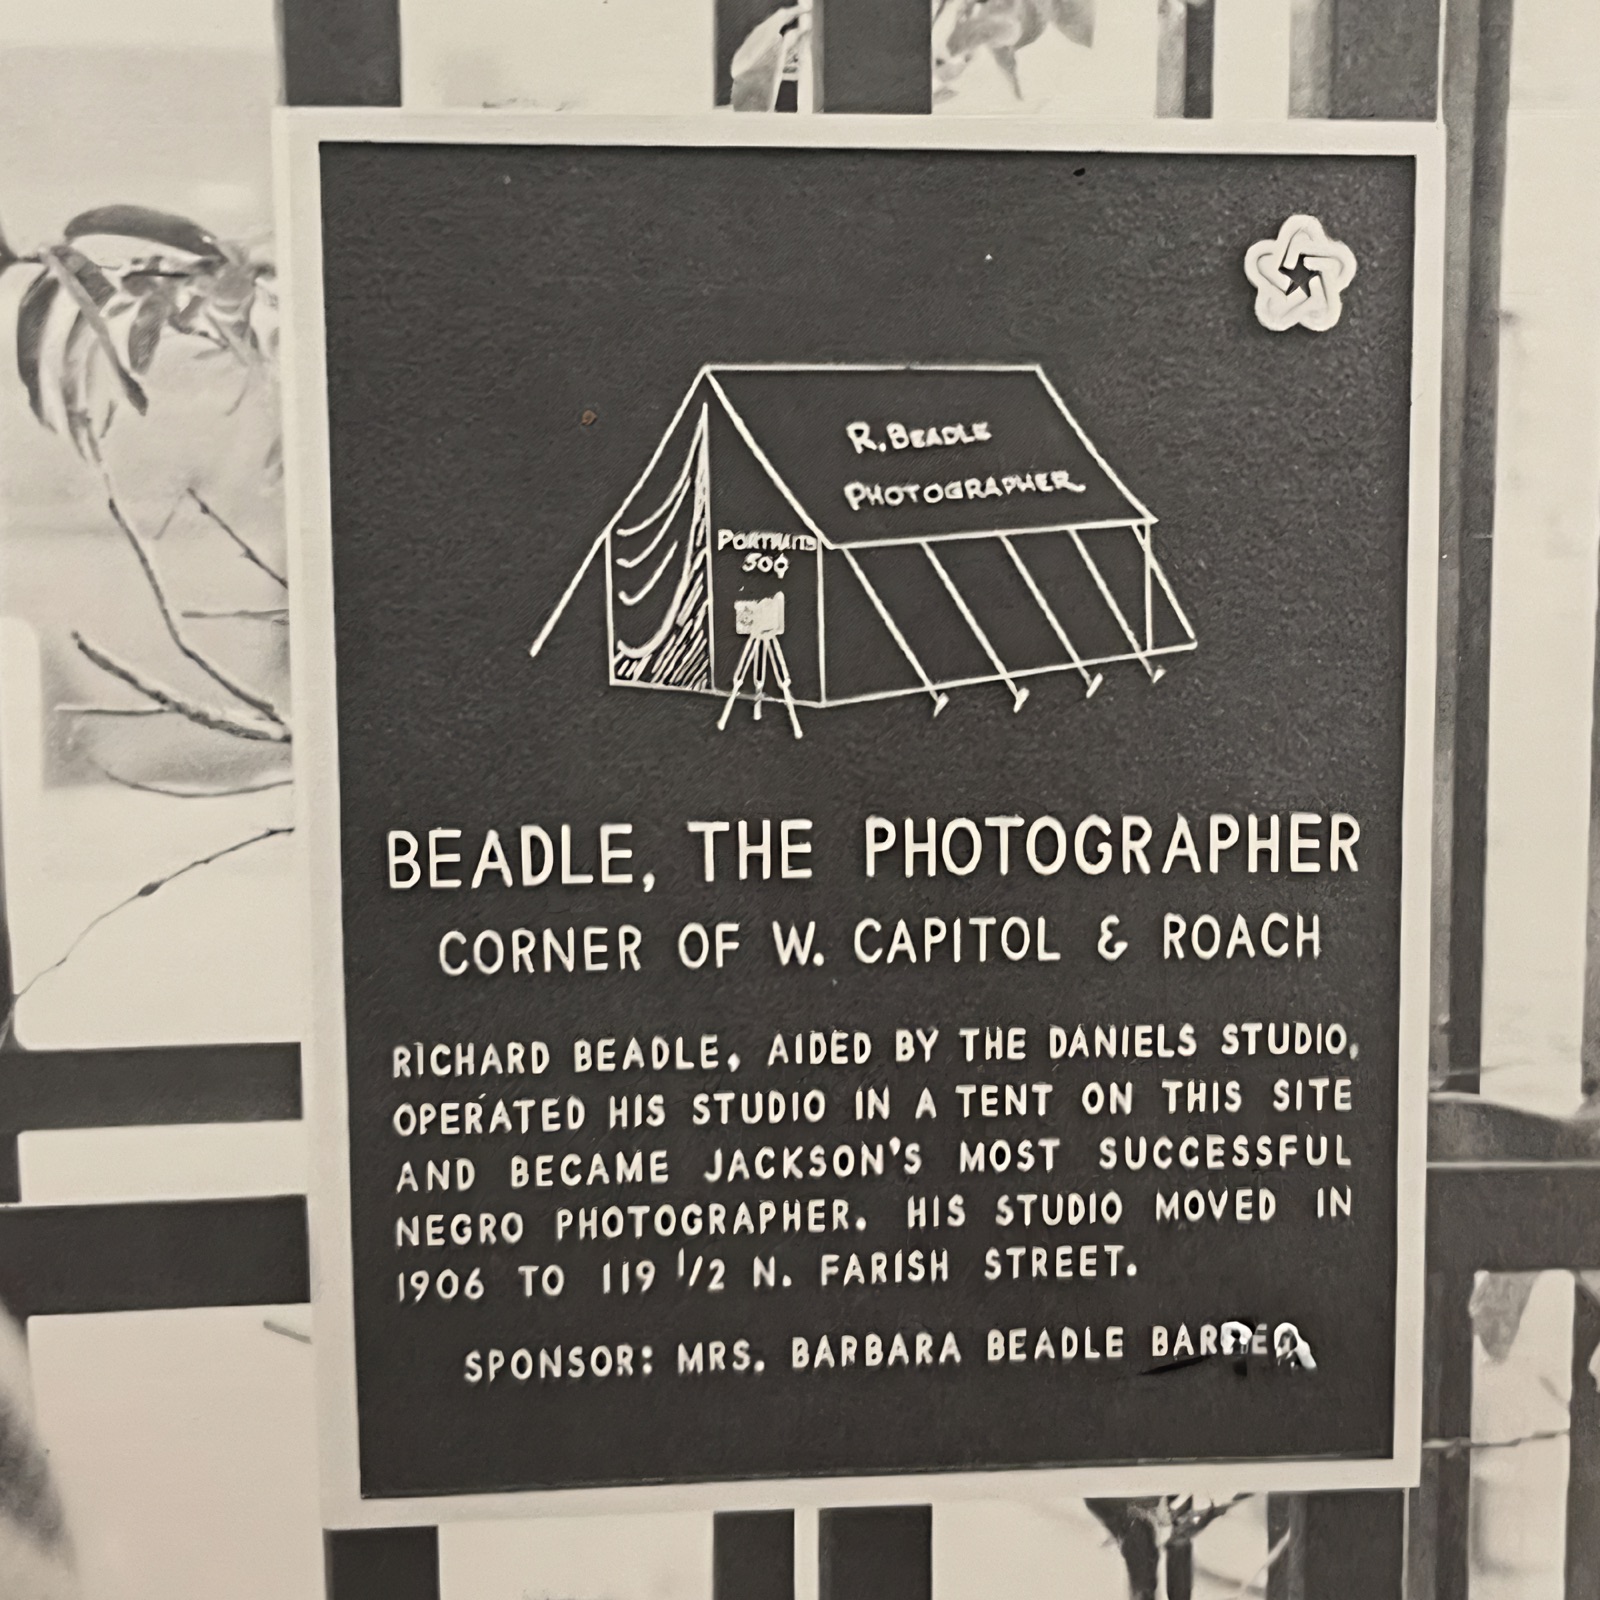 R. BEADLE
PHOTOGRAPHER
PORTRAITS
50¢
BEADLE, THE PHOTOGRAPHER
CORNER OF W. CAPITOL & ROACH
RICHARD BEADLE, AIDED BY THE DANIELS STUDIO,
OPERATED HIS STUDIO IN A TENT ON THIS SITE
AND BECAME JACKSON'S MOST SUCCESSFUL
NEGRO PHOTOGRAPHER. HIS STUDIO MOVED IN
1906 TO 119 1/2 N. FARISH STREET.
SPONSOR: MRS. BARBARA BEADLE